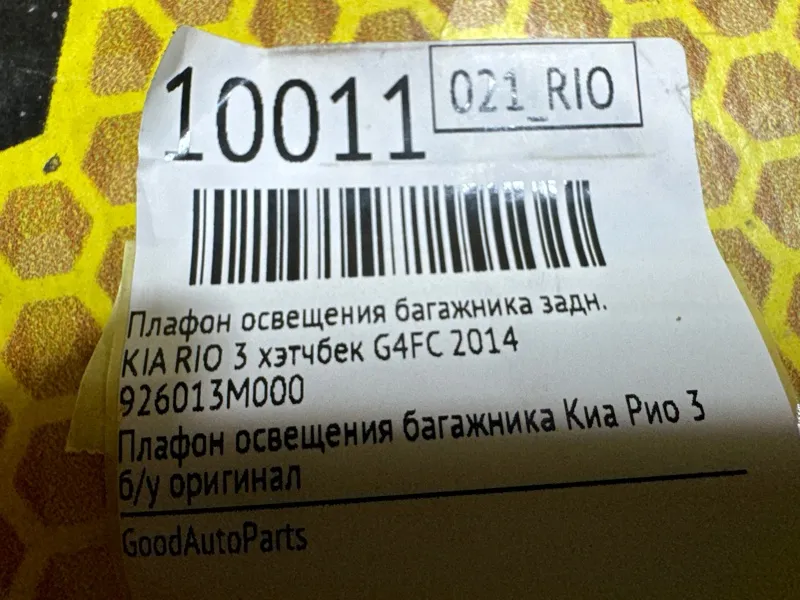 10011
021_RIO
Плафон освещения багажника задн.
KIA RIO 3 хэтчбек G4FC 2014
926013M000
Плафон освещения багажника Киа Рио 3
б/у оригинал
GoodAutoParts